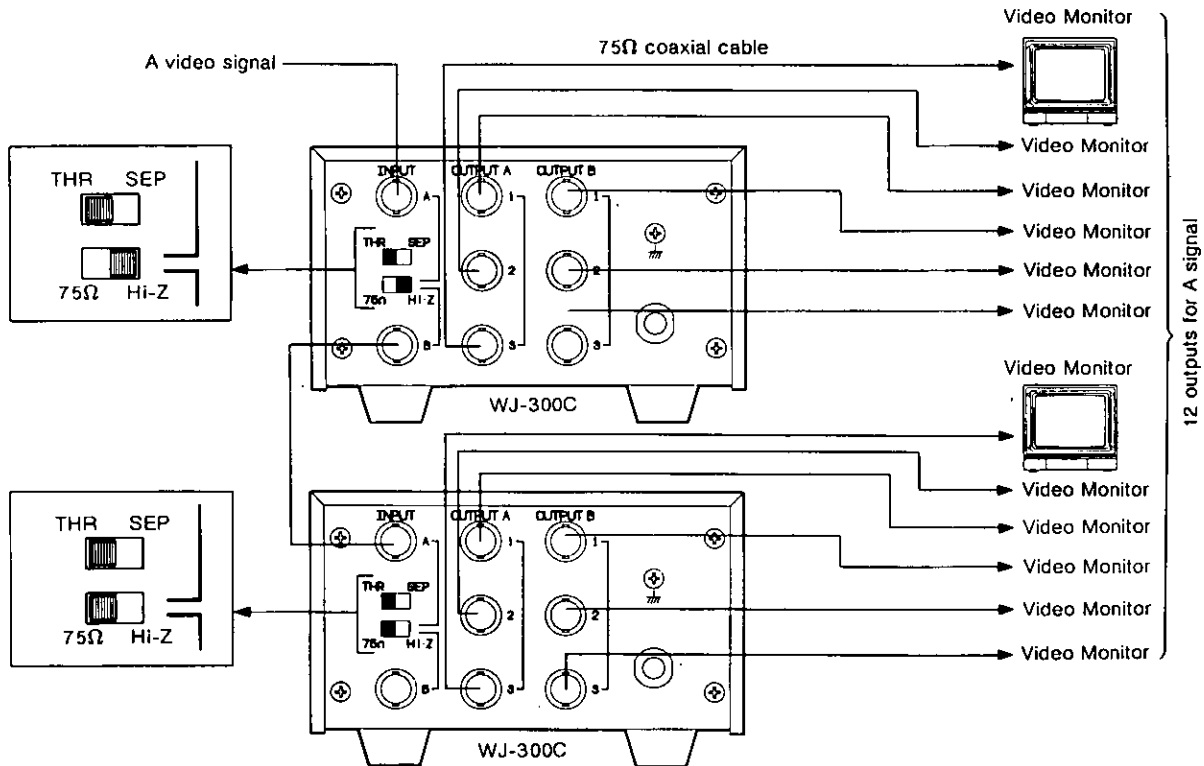 Video Monitor
75Ω coaxial cable
A video signal
Video Monitor
THR SEP
75Ω Hi-Z
INPUT OUTPUT A OUTPUT B
A 1 1
THR SEP
75Ω HI-Z
2 2
B 3 3
WJ-300C
Video Monitor
Video Monitor
Video Monitor
Video Monitor
Video Monitor
12 outputs for A signal
THR SEP
75Ω Hi-Z
INPUT OUTPUT A OUTPUT B
A 1 1
THR SEP
75Ω HI-Z
2 2
B 3 3
WJ-300C
Video Monitor
Video Monitor
Video Monitor
Video Monitor
Video Monitor
Video Monitor